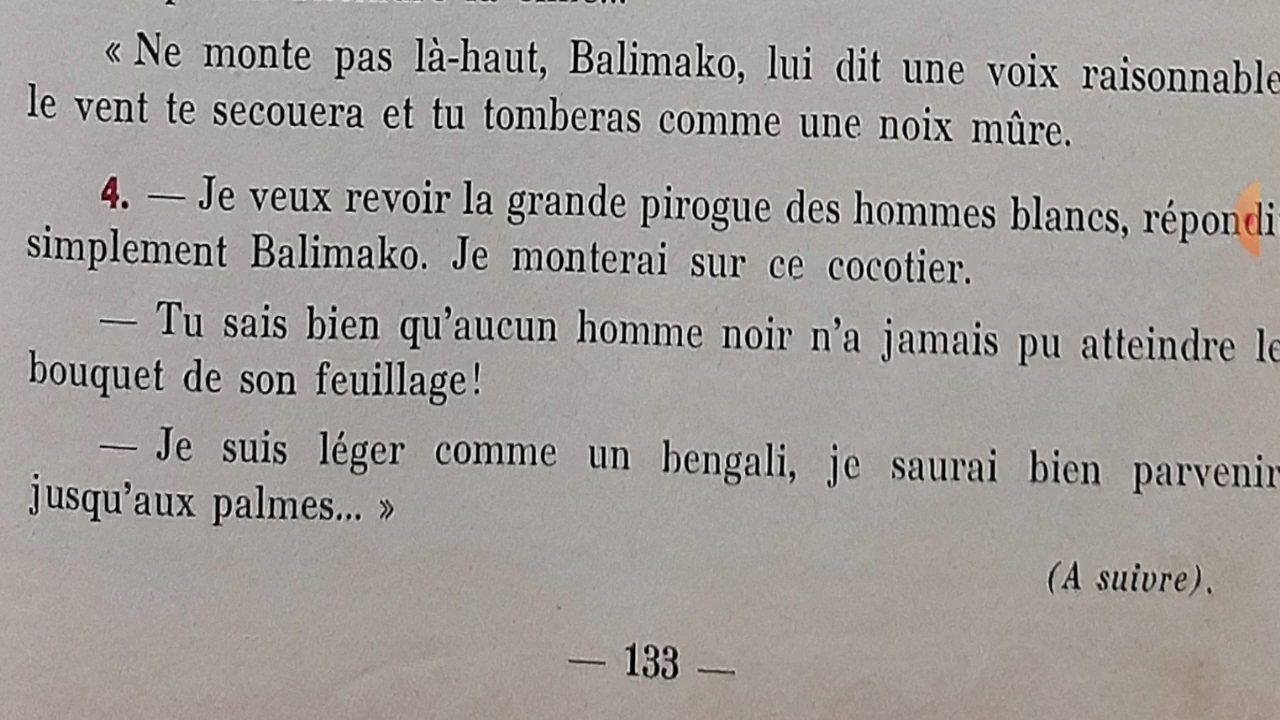 « Ne monte pas là-haut, Balimako, lui dit une voix raisonnable
le vent te secouera et tu tomberas comme une noix mûre.
4. — Je veux revoir la grande pirogue des hommes blancs, répondi
simplement Balimako. Je monterai sur ce cocotier.
— Tu sais bien qu'aucun homme noir n'a jamais pu atteindre le
bouquet de son feuillage!
— Je suis léger comme un bengali, je saurai bien parvenir
jusqu'aux palmes... »
(A suivre).
— 133 —